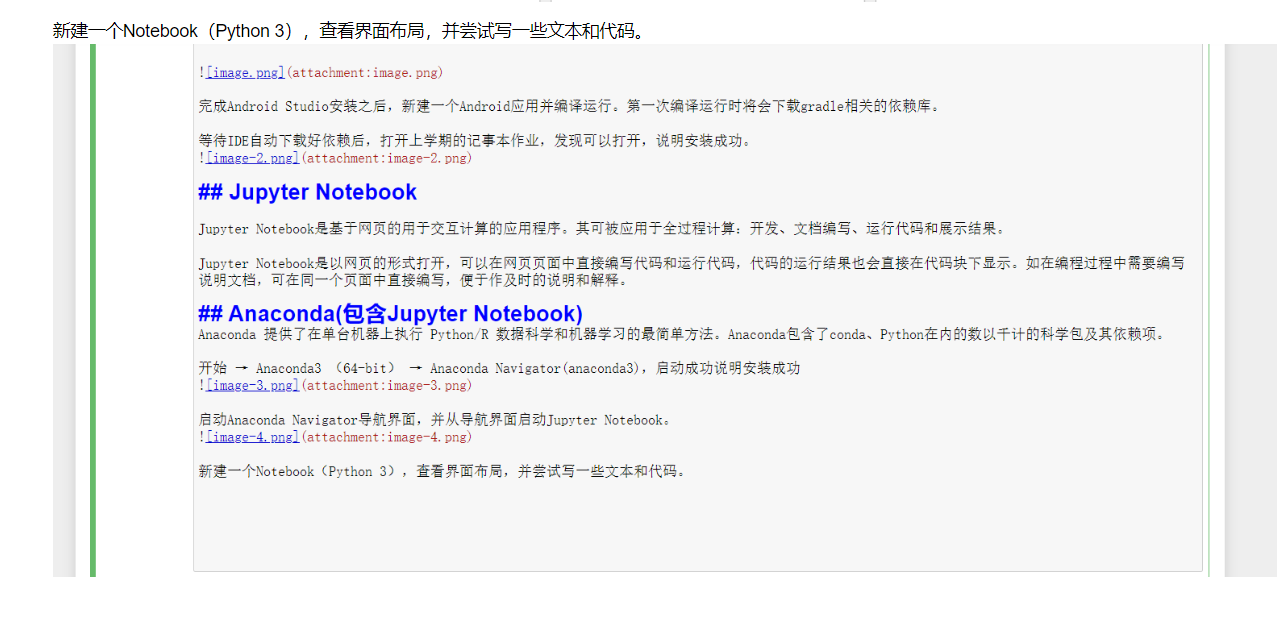 新建一个Notebook（Python 3），查看界面布局，并尝试写一些文本和代码。
![image.png](attachment:image.png)
完成Android Studio安装之后，新建一个Android应用并编译运行。第一次编译运行时将会下载gradle相关的依赖库。
等待IDE自动下载好依赖后，打开上学期的记事本作业，发现可以打开，说明安装成功。
![image-2.png](attachment:image-2.png)
## Jupyter Notebook
Jupyter Notebook是基于网页的用于交互计算的应用程序。其可被应用于全过程计算：开发、文档编写、运行代码和展示结果。
Jupyter Notebook是以网页的形式打开，可以在网页页面中直接编写代码和运行代码，代码的运行结果也会直接在代码块下显示。如在编程过程中需要编写
说明文档，可在同一个页面中直接编写，便于作及时的说明和解释。
## Anaconda(包含Jupyter Notebook)
Anaconda 提供了在单台机器上执行 Python/R 数据科学和机器学习的最简单方法。Anaconda包含了conda、Python在内的数以千计的科学包及其依赖项。
开始 → Anaconda3 （64-bit） → Anaconda Navigator(anaconda3)，启动成功说明安装成功
![image-3.png](attachment:image-3.png)
启动Anaconda Navigator导航界面，并从导航界面启动Jupyter Notebook。
![image-4.png](attachment:image-4.png)
新建一个Notebook（Python 3），查看界面布局，并尝试写一些文本和代码。